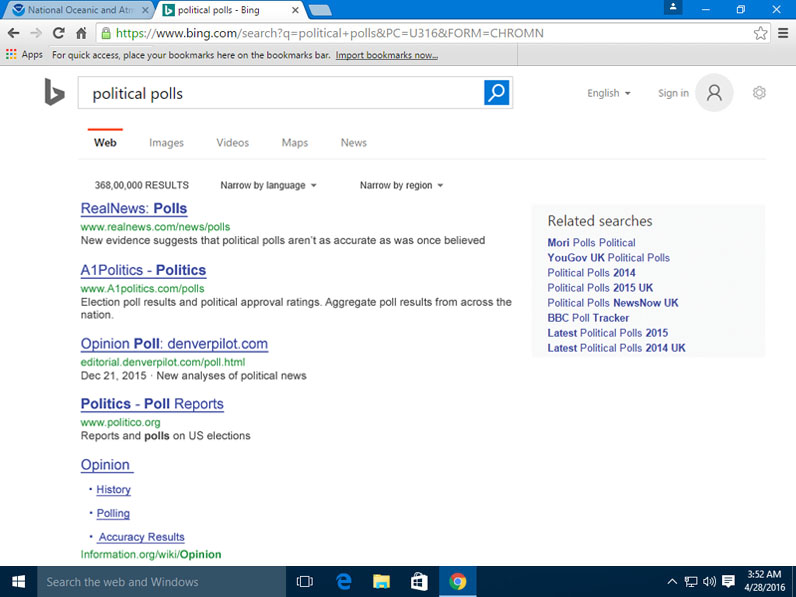 National Oceanic and Atm
political polls - Bing
https://www.bing.com/search?q=political+polls&PC=U316&FORM=CHROMN
Apps For quick access, place your bookmarks here on the bookmarks bar. Import bookmarks now...
political polls
English
Sign in
Web Images Videos Maps News
368,00,000 RESULTS Narrow by language Narrow by region
RealNews: Polls
www.realnews.com/news/polls
New evidence suggests that political polls aren't as accurate as was once believed
A1Politics - Politics
www.A1politics.com/polls
Election poll results and political approval ratings. Aggregate poll results from across the
nation.
Opinion Poll: denverpilot.com
editorial.denverpilot.com/poll.html
Dec 21, 2015 · New analyses of political news
Politics - Poll Reports
www.politico.org
Reports and polls on US elections
Opinion
• History
• Polling
• Accuracy Results
Information.org/wiki/Opinion
Related searches
Mori Polls Political
YouGov UK Political Polls
Political Polls 2014
Political Polls 2015 UK
Political Polls NewsNow UK
BBC Poll Tracker
Latest Political Polls 2015
Latest Political Polls 2014 UK
Search the web and Windows
3:52 AM
4/28/2016